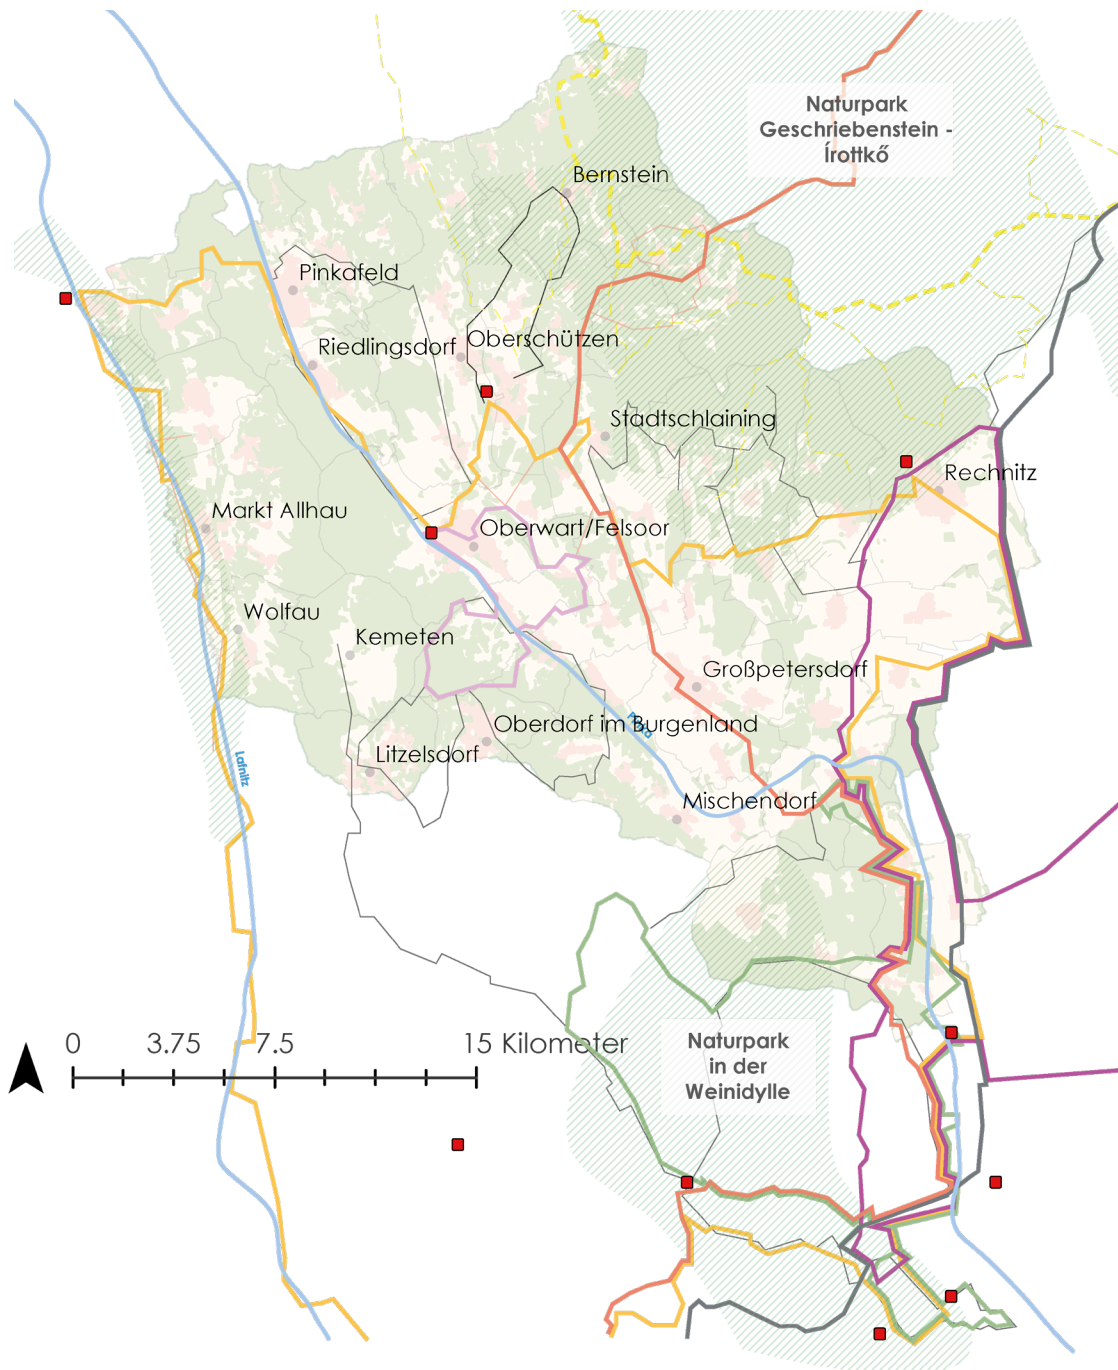 Naturpark
Geschriebenstein -
Írottkő
Bernstein
Pinkafeld
Riedlingsdorf
Oberschützen
Stadtschlaining
Rechnitz
Markt Allhau
Oberwart/Felsoor
Wolfau
Kemeten
Großpetersdorf
Oberdorf im Burgenland
Litzelsdorf
Lafnitz
Mischendorf
0 3.75 7.5 15 Kilometer
Naturpark
in der
Weinidylle